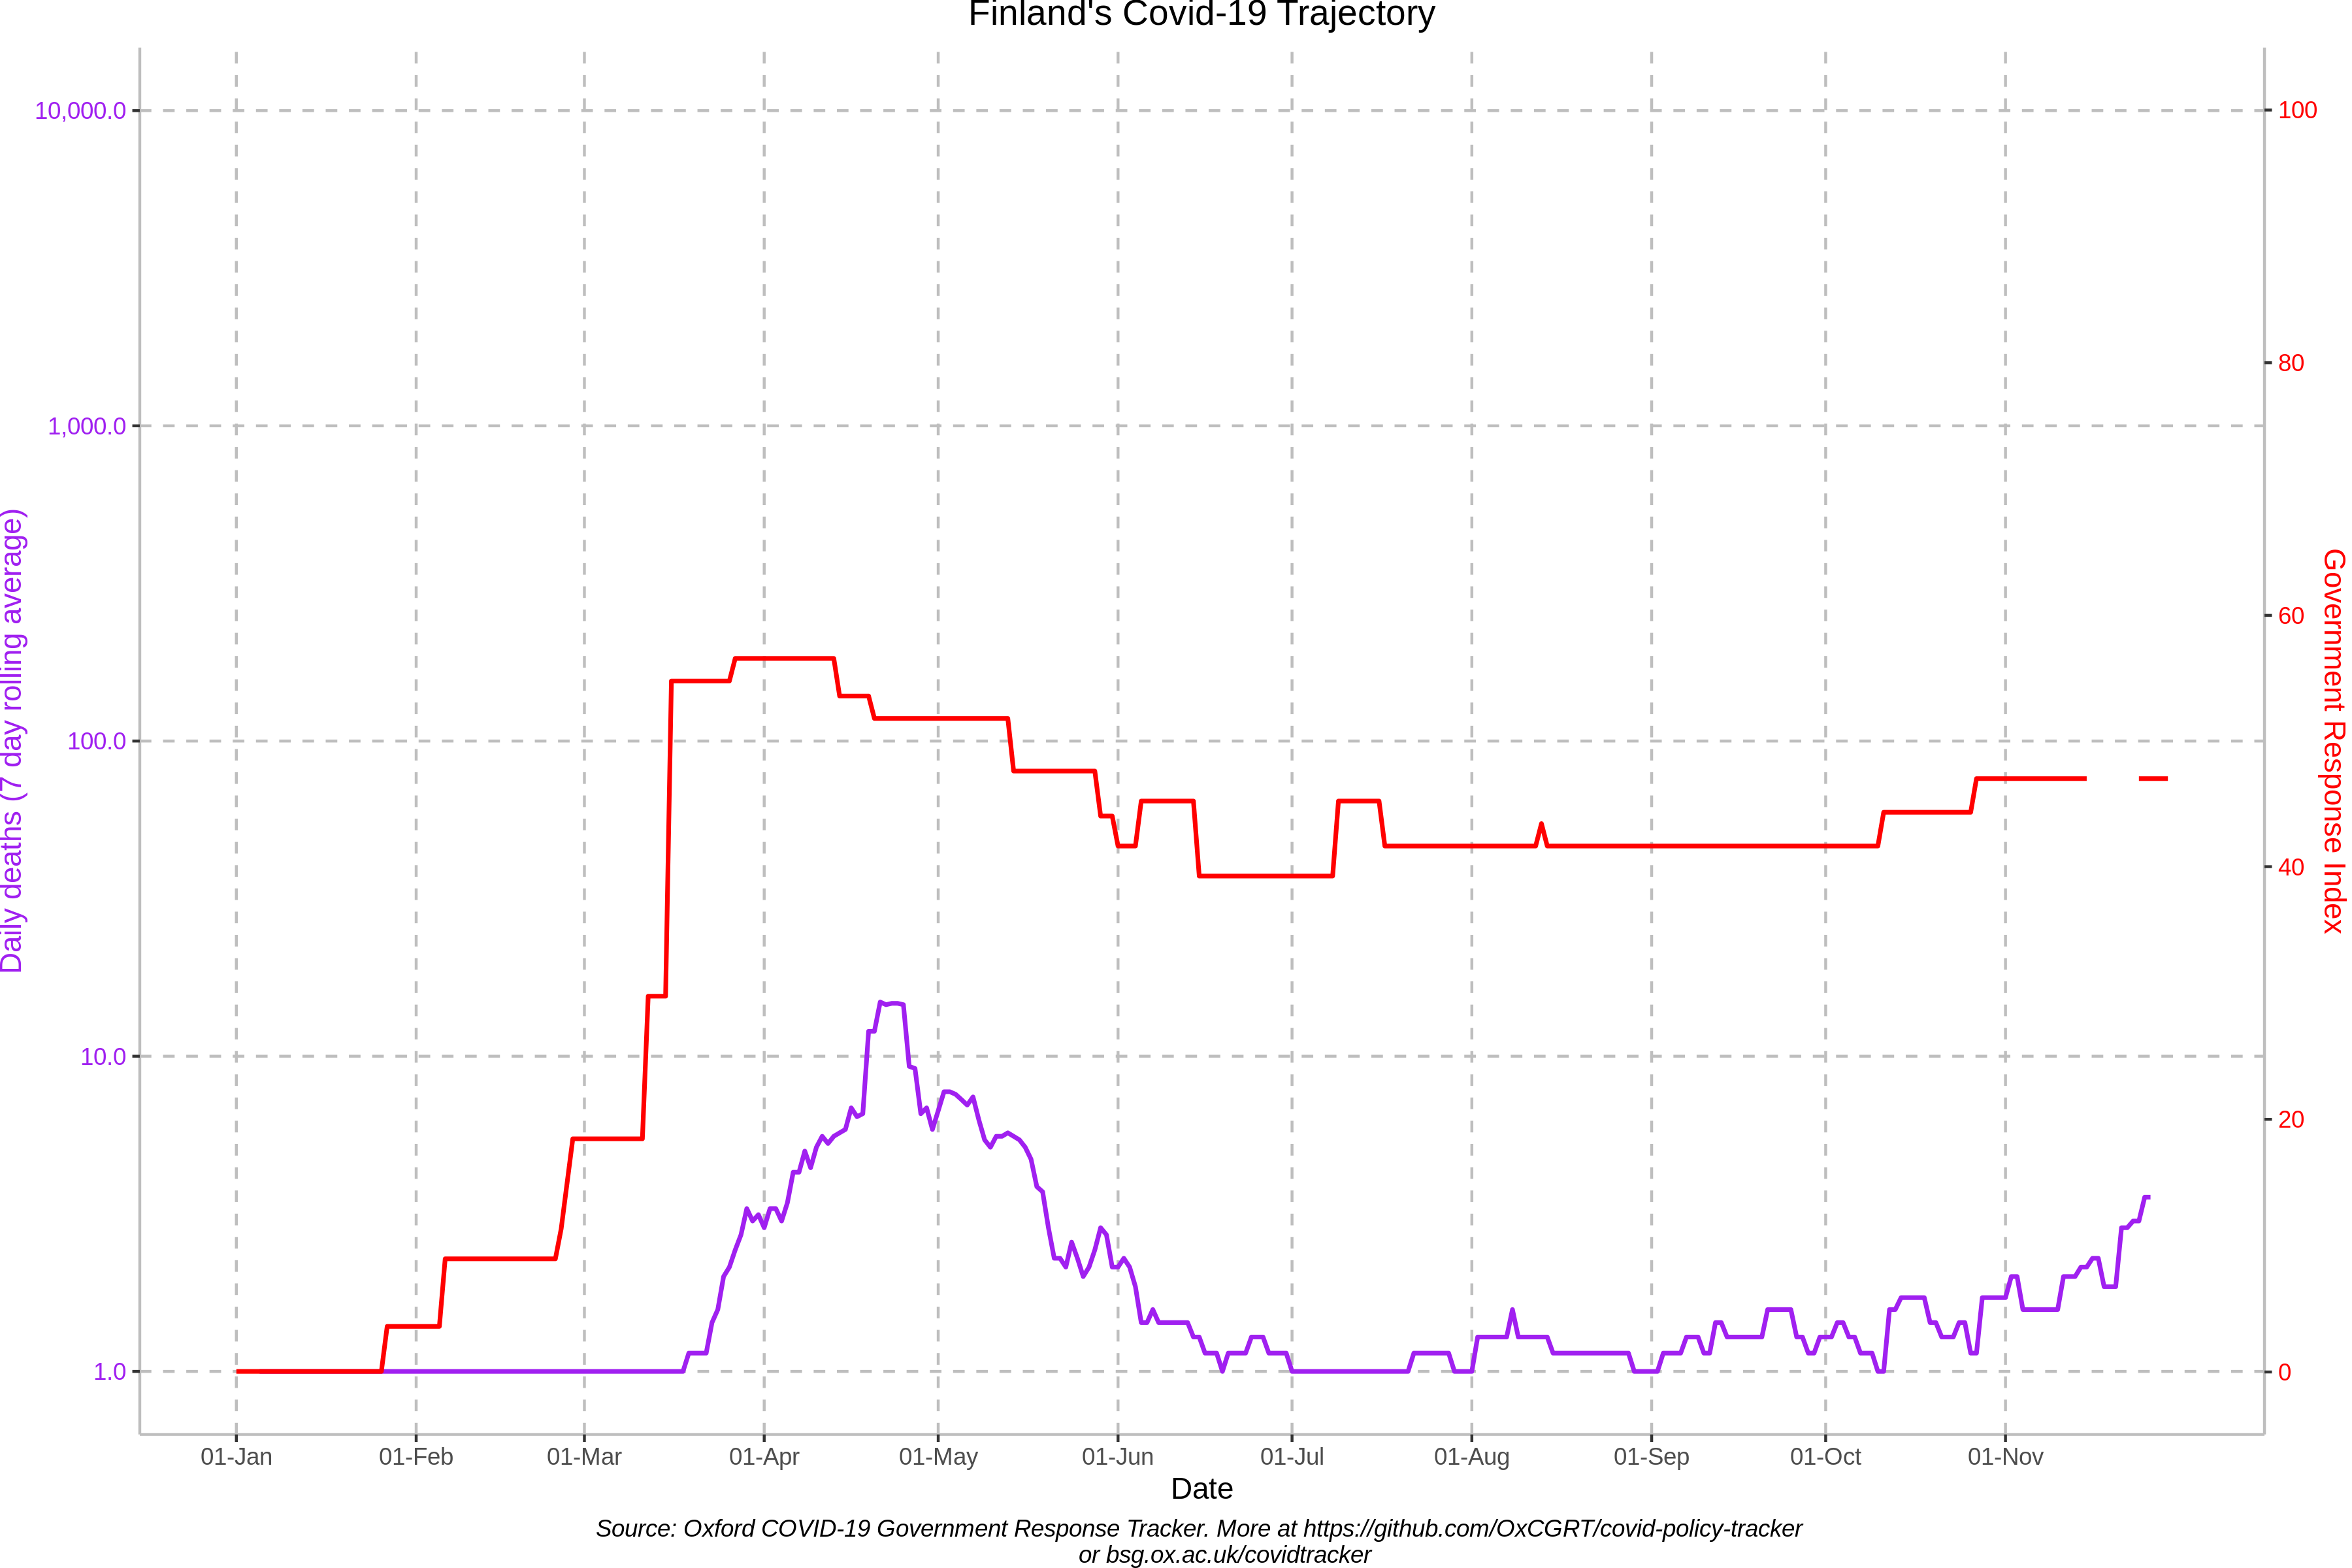 Finland's Covid-19 Trajectory
10,000.0
1,000.0
100.0
10.0
1.0
Daily deaths (7 day rolling average)
100
80
60
40
20
0
Government Response Index
01-Jan
01-Feb
01-Mar
01-Apr
01-May
01-Jun
01-Jul
01-Aug
01-Sep
01-Oct
01-Nov
Date
Source: Oxford COVID-19 Government Response Tracker. More at https://github.com/OxCGRT/covid-policy-tracker
or bsg.ox.ac.uk/covidtracker